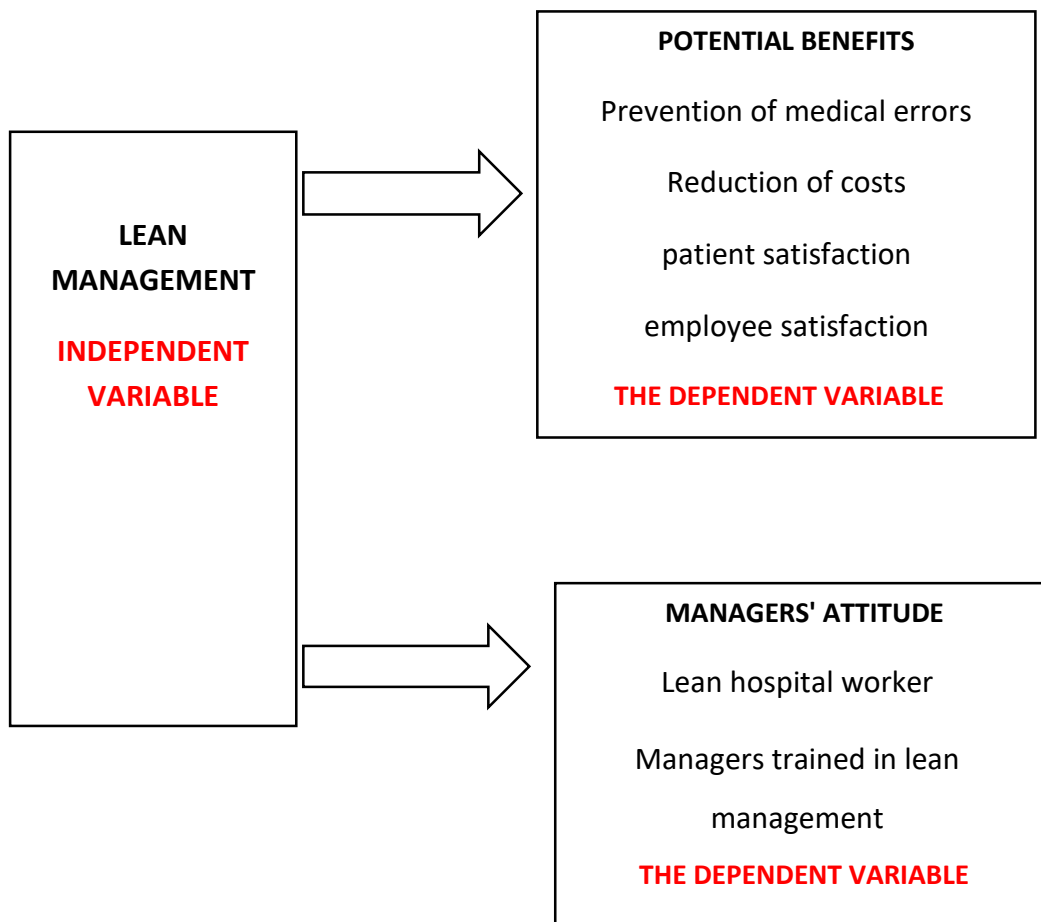 LEAN
MANAGEMENT
INDEPENDENT
VARIABLE
POTENTIAL BENEFITS
Prevention of medical errors
Reduction of costs
patient satisfaction
employee satisfaction
THE DEPENDENT VARIABLE
MANAGERS' ATTITUDE
Lean hospital worker
Managers trained in lean
management
THE DEPENDENT VARIABLE